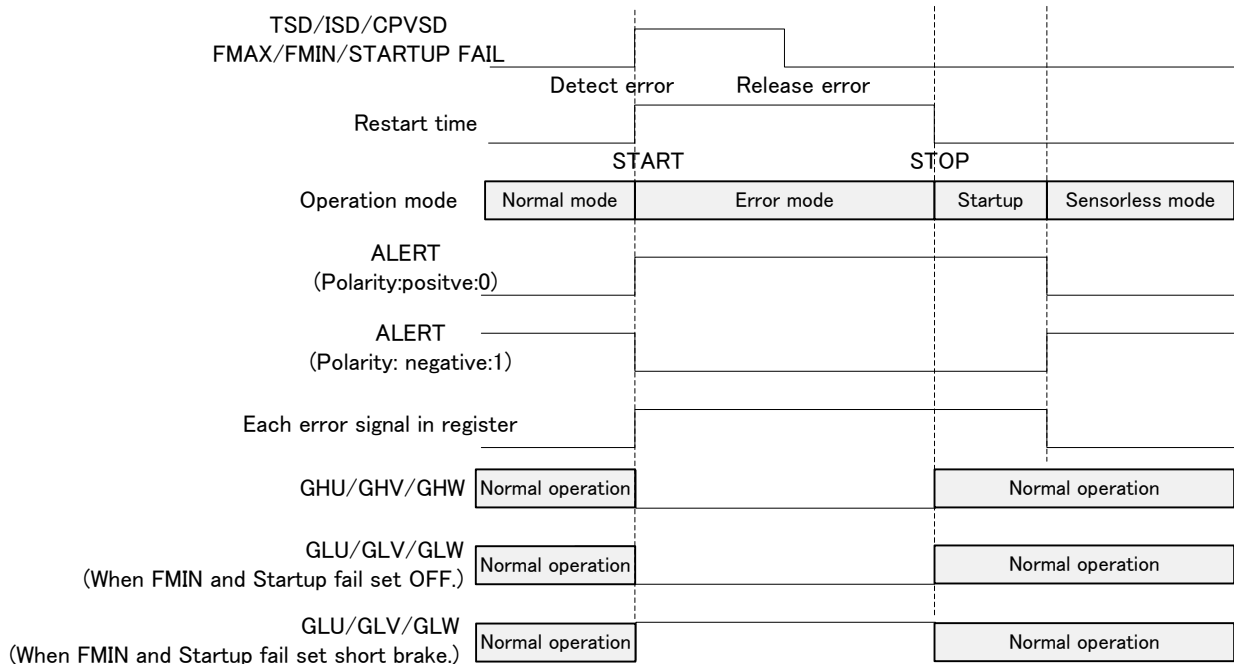 TSD/ISD/CPVSD
FMAX/FMIN/STARTUP FAIL
Detect error Release error
Restart time
START STOP
Operation mode Normal mode Error mode Startup Sensorless mode
ALERT
(Polarity:positve:0)
ALERT
(Polarity: negative:1)
Each error signal in register
GHU/GHV/GHW Normal operation Normal operation
GLU/GLV/GLW
(When FMIN and Startup fail set OFF.) Normal operation Normal operation
GLU/GLV/GLW
(When FMIN and Startup fail set short brake.) Normal operation Normal operation